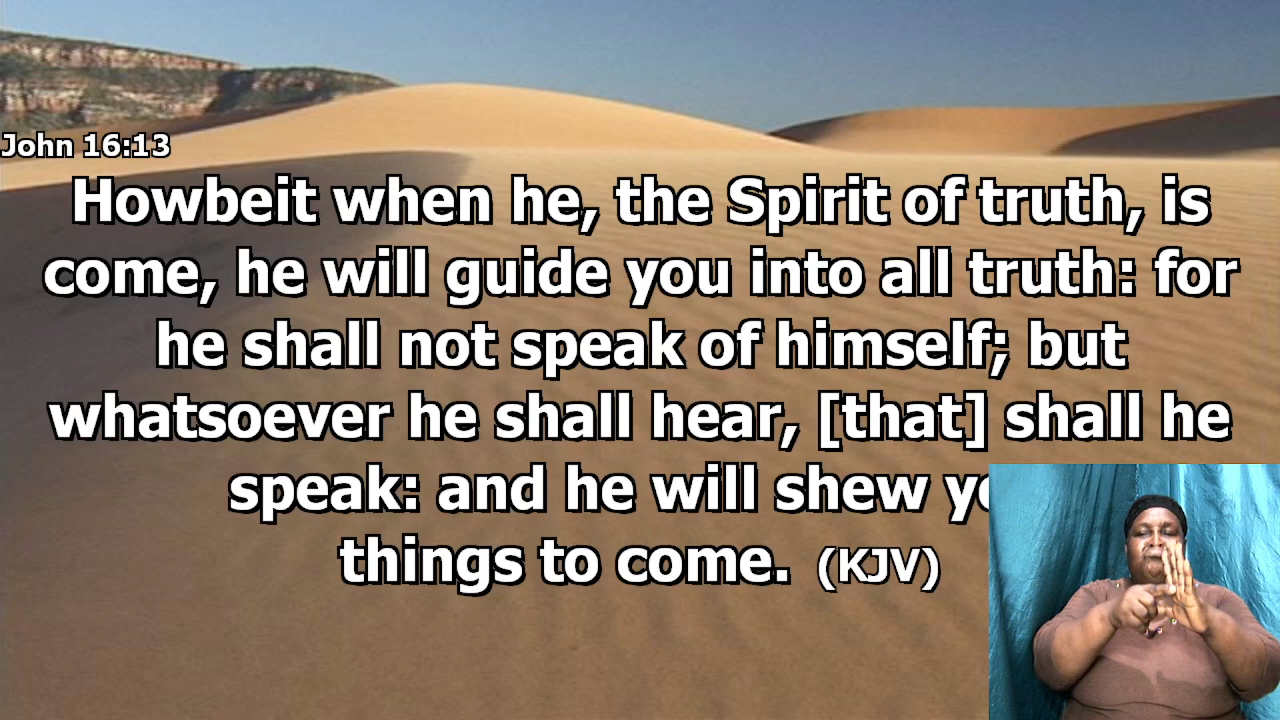 John 16:13
Howbeit when he, the Spirit of truth, is
come, he will guide you into all truth: for
he shall not speak of himself; but
whatsoever he shall hear, [that] shall he
speak: and he will shew
things to come. (KJV)